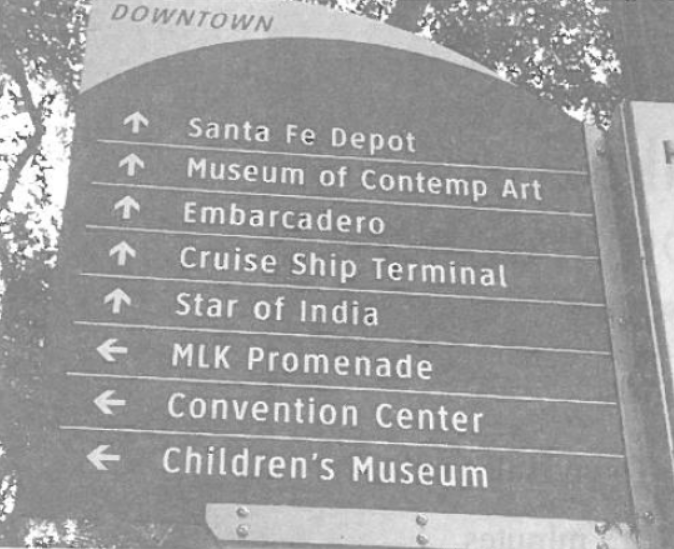 DOWNTOWN
↑ Santa Fe Depot
↑ Museum of Contemp Art
↑ Embarcadero
↑ Cruise Ship Terminal
↑ Star of India
← MLK Promenade
← Convention Center
← Children's Museum